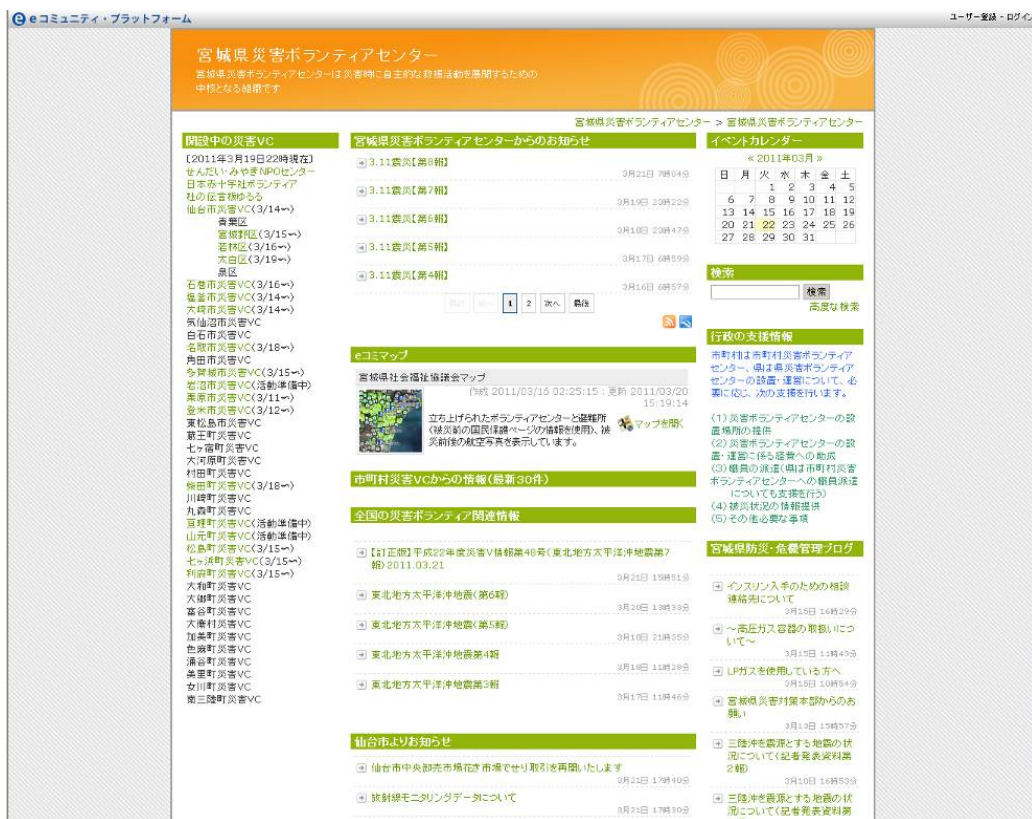 eコミュニティ・プラットフォーム
ユーザー登録 - ログイン
宮城県災害ボランティアセンター
宮城県災害ボランティアセンターは災害時に自主的な救援活動を展開するための
中核となる組織です
宮城県災害ボランティアセンター > 宮城県災害ボランティアセンター
開設中の災害VC
【2011年3月19日22時現在】
せんだい・みやぎNPOセンター
日本赤十字社ボランティア
杜の伝言板ゆるる
仙台市災害VC(3/14〜)
青葉区
宮城野区(3/15〜)
若林区(3/16〜)
太白区(3/19〜)
泉区
石巻市災害VC(3/16〜)
塩釜市災害VC(3/14〜)
大崎市災害VC(3/14〜)
気仙沼市災害VC
白石市災害VC
名取市災害VC(3/18〜)
角田市災害VC
多賀城市災害VC(3/15〜)
岩沼市災害VC(活動準備中)
栗原市災害VC(3/11〜)
登米市災害VC(3/12〜)
東松島市災害VC
蔵王町災害VC
七ヶ宿町災害VC
大河原町災害VC
村田町災害VC
柴田町災害VC(3/18〜)
川崎町災害VC
丸森町災害VC
亘理町災害VC(活動準備中)
山元町災害VC(活動準備中)
松島町災害VC(3/15〜)
七ヶ浜町災害VC(3/15〜)
利府町災害VC(3/15〜)
大和町災害VC
大郷町災害VC
富谷町災害VC
大衡村災害VC
加美町災害VC
色麻町災害VC
涌谷町災害VC
美里町災害VC
女川町災害VC
南三陸町災害VC
宮城県災害ボランティアセンターからのお知らせ
3.11震災【第8報】
3月21日 7時04分
3.11震災【第7報】
3月19日 23時22分
3.11震災【第6報】
3月18日 23時47分
3.11震災【第5報】
3月17日 6時59分
3.11震災【第4報】
3月16日 6時57分
1 2 次へ 最後
eコミマップ
宮城県社会福祉協議会マップ
作成 2011/03/16 02:25:15 : 更新 2011/03/20
15:19:14
立ち上げられたボランティアセンターと避難所
(被災前の国民保護ページの情報を使用)、被
災前後の航空写真を表示しています。
マップを開く
市町村災害VCからの情報(最新30件)
全国の災害ボランティア関連情報
【訂正版】平成22年度災害V情報第48号(東北地方太平洋沖地震第7
報)2011.03.21
3月21日 15時51分
東北地方太平洋沖地震(第6報)
3月20日 13時33分
東北地方太平洋沖地震(第5報)
3月18日 21時35分
東北地方太平洋沖地震第4報
3月18日 11時28分
東北地方太平洋沖地震第3報
3月17日 11時46分
仙台市よりお知らせ
仙台市中央卸売市場花き市場でせり取引を再開いたします
3月21日 17時40分
放射線モニタリングデータについて
3月21日 17時30分
イベントカレンダー
« 2011年03月 »
日 月 火 水 木 金 土
1 2 3 4 5
6 7 8 9 10 11 12
13 14 15 16 17 18 19
20 21 22 23 24 25 26
27 28 29 30 31
検索
検索
高度な検索
行政の支援情報
市町村は市町村災害ボランティア
センター、県は県災害ボランティア
センターの設置・運営について、必
要に応じ、次の支援を行います。
(1)災害ボランティアセンターの設
置場所の提供
(2)災害ボランティアセンターの設
置・運営に係る経費への助成
(3)職員の派遣(県は市町村災害
ボランティアセンターへの職員派遣
についても支援を行う)
(4)被災状況の情報提供
(5)その他必要な事項
宮城県防災・危機管理ブログ
インスリン入手のための相談
連絡先について
3月15日 16時29分
〜高圧ガス容器の取扱いにつ
いて〜
3月15日 11時43分
LPガスを使用している方へ
3月15日 10時54分
宮城県災害対策本部からのお
願い
3月13日 15時57分
三陸沖を震源とする地震の状
況について(記者発表資料第
2報)
3月10日 16時53分
三陸沖を震源とする地震の状
況について(記者発表資料第